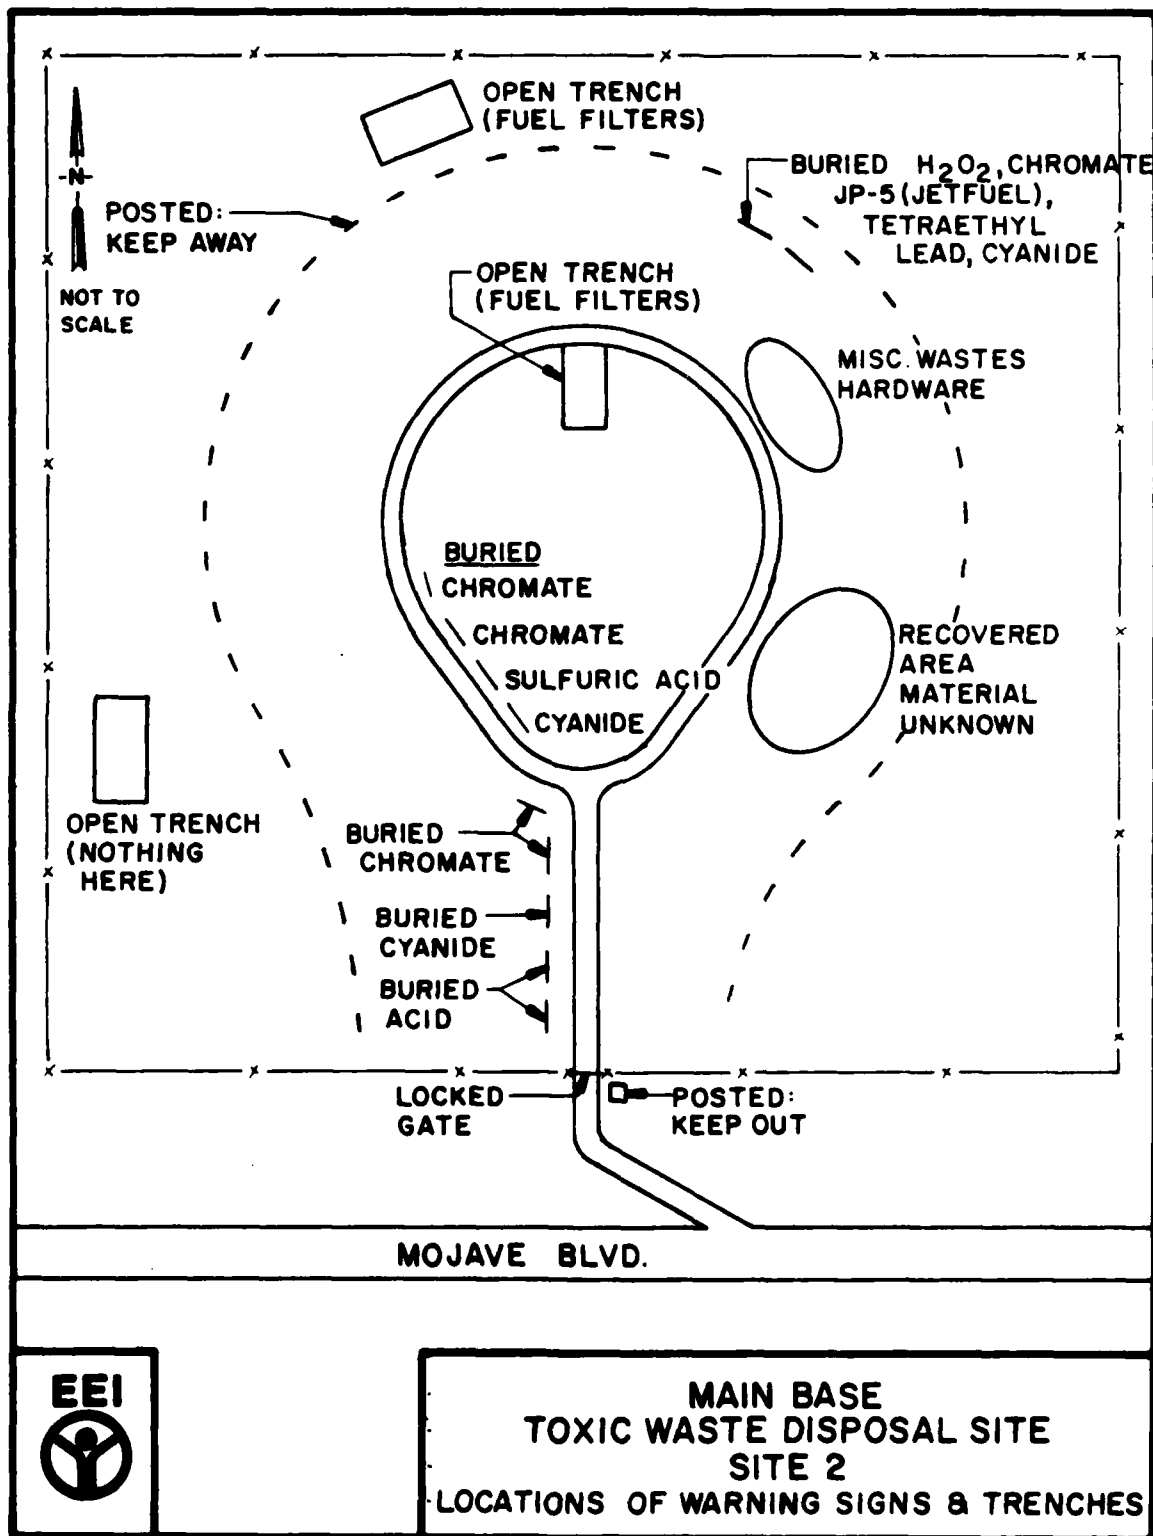 OPEN TRENCH
(FUEL FILTERS)
BURIED H₂O₂, CHROMATE
JP-5 (JETFUEL),
TETRAETHYL
LEAD, CYANIDE
-N-
POSTED:
KEEP AWAY
NOT TO
SCALE
OPEN TRENCH
(FUEL FILTERS)
MISC. WASTES
HARDWARE
BURIED
CHROMATE
CHROMATE
SULFURIC ACID
CYANIDE
RECOVERED
AREA
MATERIAL
UNKNOWN
OPEN TRENCH
(NOTHING
HERE)
BURIED
CHROMATE
BURIED
CYANIDE
BURIED
ACID
LOCKED
GATE
POSTED:
KEEP OUT
MOJAVE BLVD.
EEI
MAIN BASE
TOXIC WASTE DISPOSAL SITE
SITE 2
LOCATIONS OF WARNING SIGNS & TRENCHES